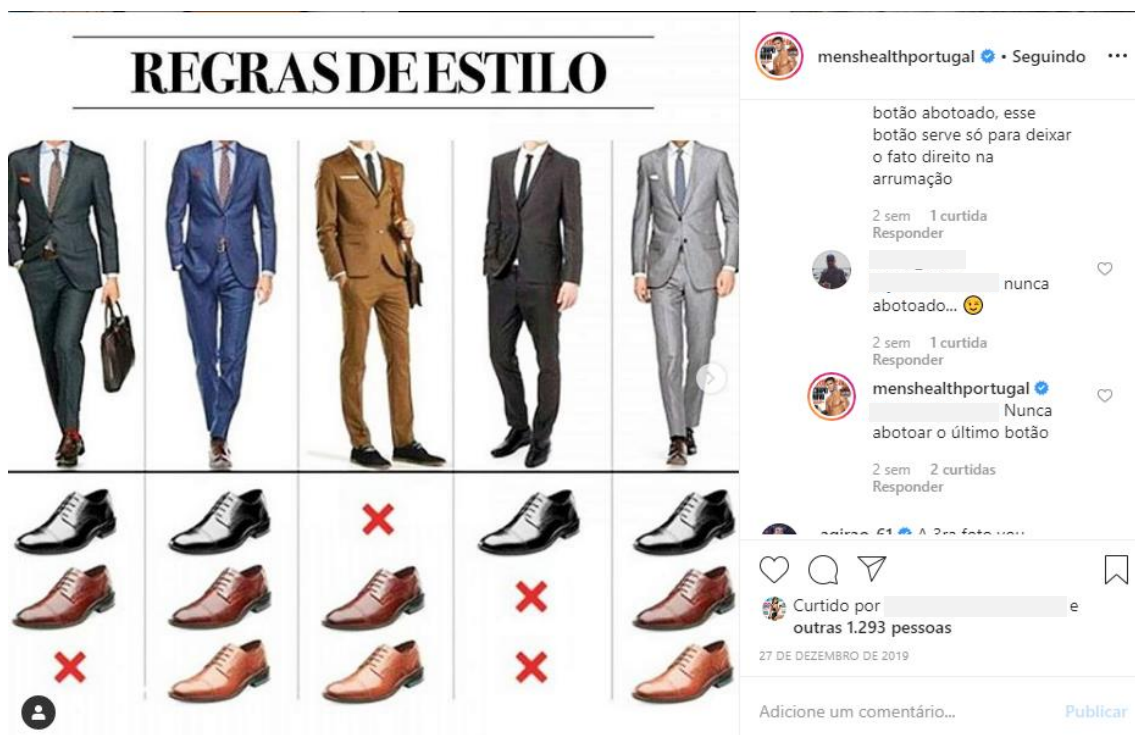 REGRAS DE ESTILO
menshealthportugal • Seguindo
botão abotoado, esse
botão serve só para deixar
o fato direito na
arrumação
2 sem 1 curtida
Responder
nunca
abotoado... 😉
2 sem 1 curtida
Responder
menshealthportugal
Nunca
abotoar o último botão
2 sem 2 curtidas
Responder
Curtido por e
outras 1.293 pessoas
27 DE DEZEMBRO DE 2019
Adicione um comentário... Publicar